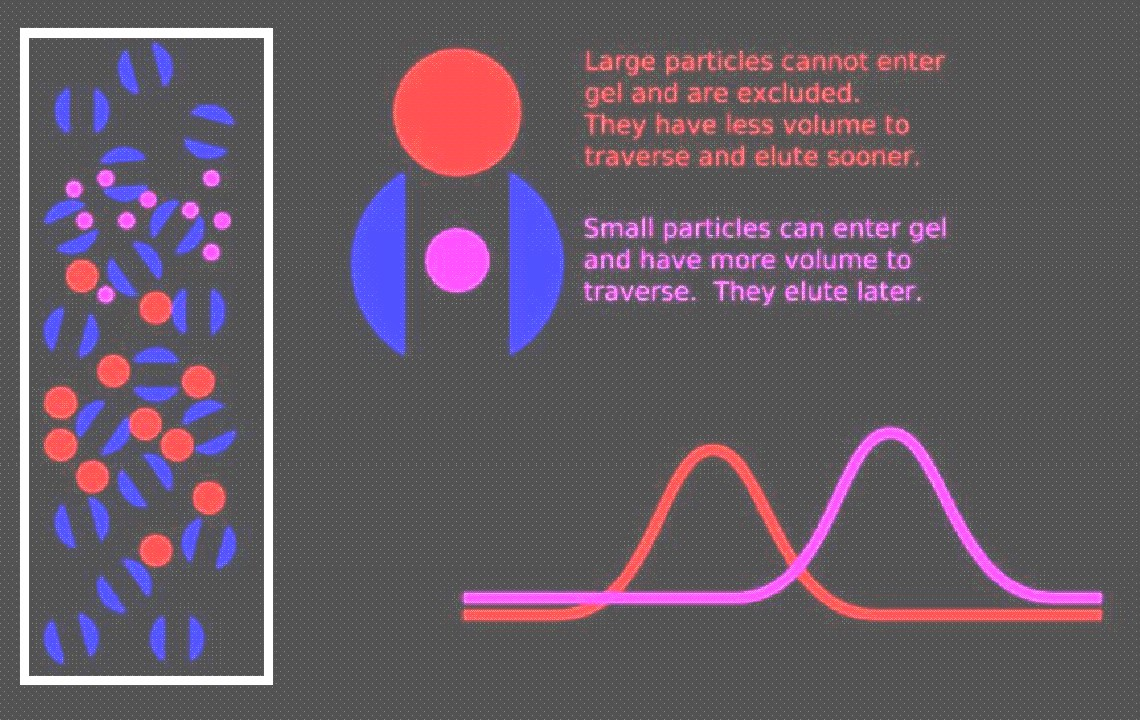 Large particles cannot enter
gel and are excluded.
They have less volume to
traverse and elute sooner.
Small particles can enter gel
and have more volume to
traverse.  They elute later.